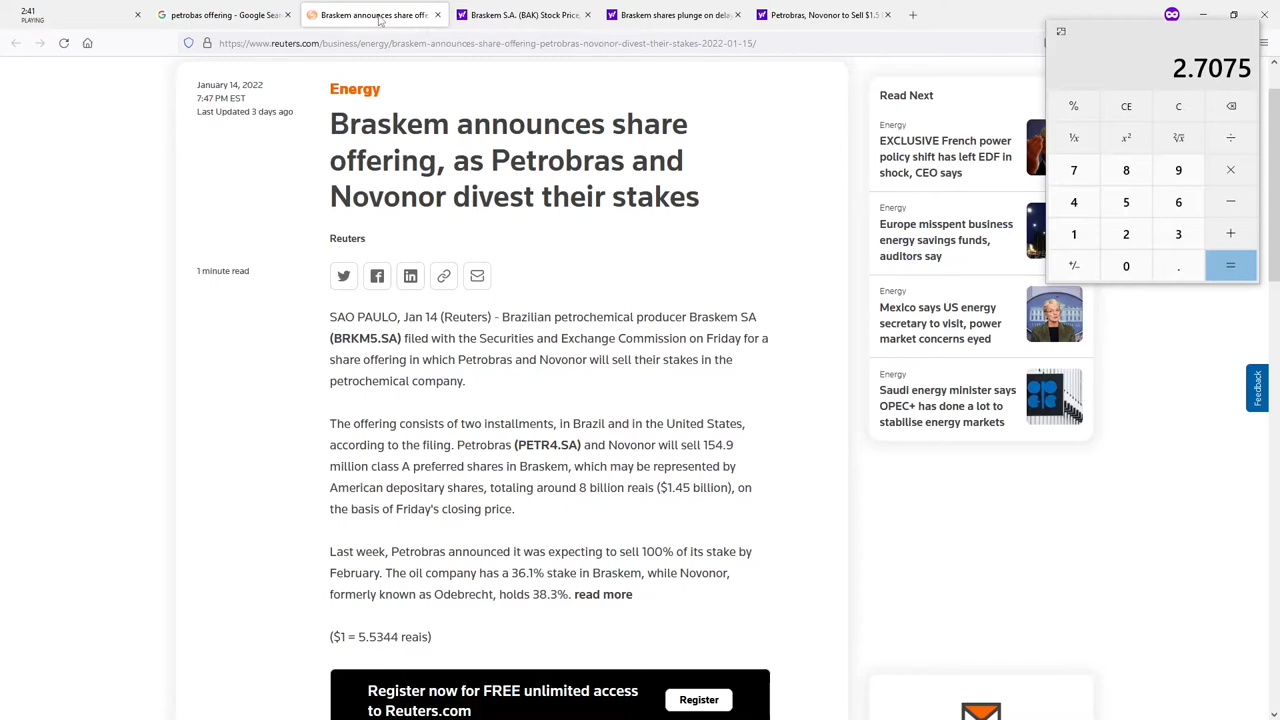 2:41
PLAYING
petrobas offering - Google Sea
Braskem announces share offe
Braskem S.A. (BAK) Stock Price,
Braskem shares plunge on delay
Petrobras, Novonor to Sell $1.5
https://www.reuters.com/business/energy/braskem-announces-share-offering-petrobras-novonor-divest-their-stakes-2022-01-15/
January 14, 2022
7:47 PM EST
Last Updated 3 days ago
Energy
Braskem announces share
offering, as Petrobras and
Novonor divest their stakes
Reuters
1 minute read
SAO PAULO, Jan 14 (Reuters) - Brazilian petrochemical producer Braskem SA
(BRKM5.SA) filed with the Securities and Exchange Commission on Friday for a
share offering in which Petrobras and Novonor will sell their stakes in the
petrochemical company.
The offering consists of two installments, in Brazil and in the United States,
according to the filing. Petrobras (PETR4.SA) and Novonor will sell 154.9
million class A preferred shares in Braskem, which may be represented by
American depositary shares, totaling around 8 billion reais ($1.45 billion), on
the basis of Friday's closing price.
Last week, Petrobras announced it was expecting to sell 100% of its stake by
February. The oil company has a 36.1% stake in Braskem, while Novonor,
formerly known as Odebrecht, holds 38.3%. read more
($1 = 5.5344 reais)
Register now for FREE unlimited access
to Reuters.com
Register
Read Next
Energy
EXCLUSIVE French power
policy shift has left EDF in
shock, CEO says
Energy
Europe misspent business
energy savings funds,
auditors say
Energy
Mexico says US energy
secretary to visit, power
market concerns eyed
Energy
Saudi energy minister says
OPEC+ has done a lot to
stabilise energy markets
Feedback
2.7075
% CE C
⅟x x² ²√x ÷
7 8 9 ×
4 5 6 −
1 2 3 +
+/− 0 . =